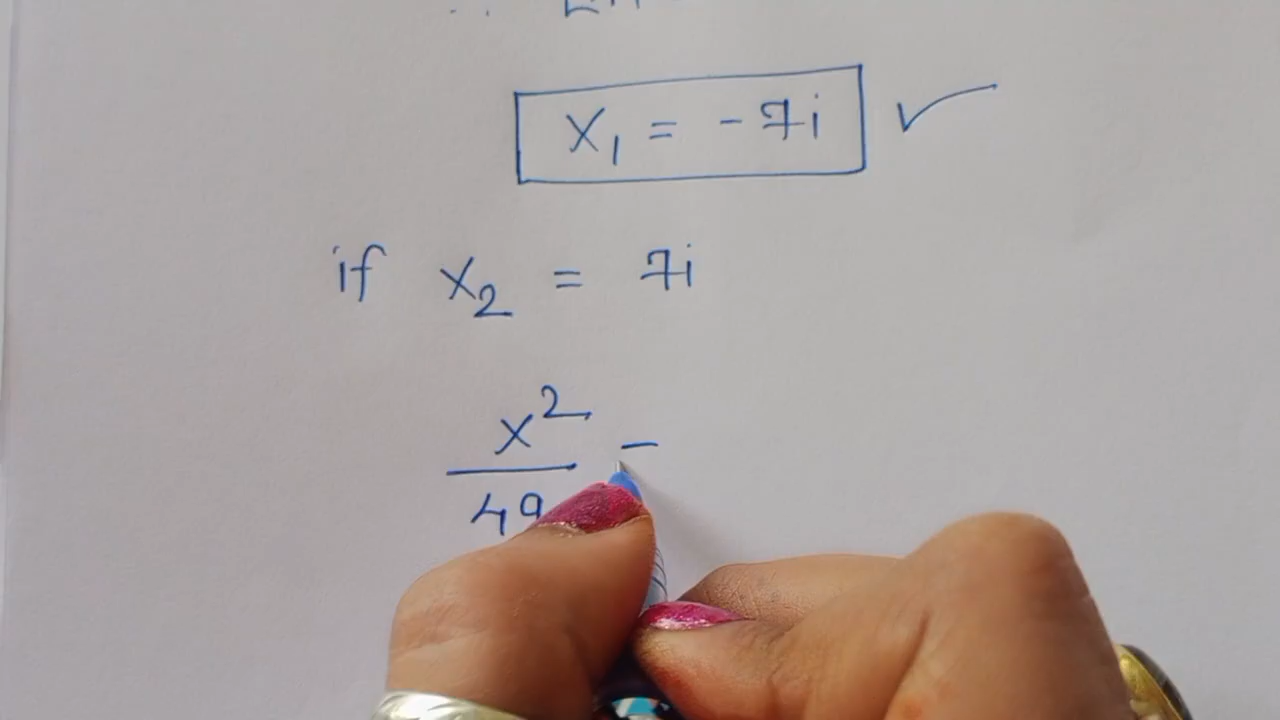 x₁ = -7i ✓
if x₂ = 7i
x²/49 -